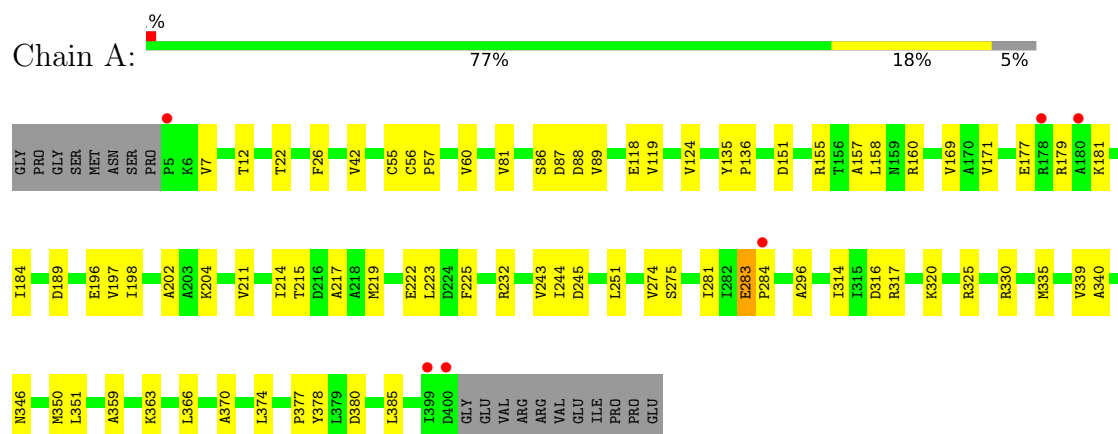 .%
Chain A:
77% 18% 5%
GLY PRO GLY SER MET ASN SER PRO P5 K6 V7 T12 T22 F26 V42 C55 C56 P57 V60 V81 S86 D87 D88 V89 E118 V119 V124 Y135 P136 D151 R155 T156 A157 L158 N159 R160 V169 A170 V171 E177 R178 R179 A180 K181
I184 D189 E196 V197 I198 A202 A203 K204 V211 I214 T215 D216 A217 A218 M219 E222 L223 D224 F225 R232 V243 I244 D245 L251 V274 S275 I281 I282 E283 P284 A296 I314 I315 D316 R317 K320 R325 R330 M335 V339 A340
N346 M350 L351 A359 K363 L366 A370 L374 P377 Y378 L379 D380 L385 I399 D400 GLY GLU VAL ARG ARG VAL GLU ILE PRO PRO GLU